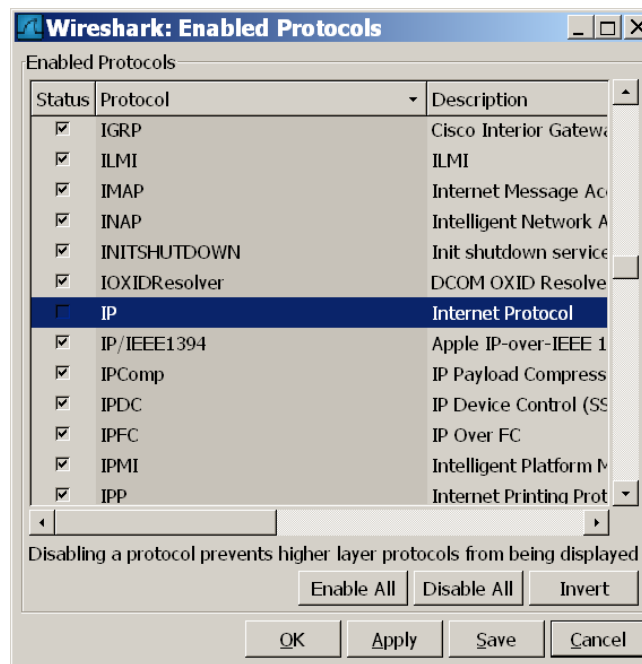 Wireshark: Enabled Protocols
Enabled Protocols
Status Protocol Description
IGRP Cisco Interior
ILMI ILMI
IMAP Internet Message
INAP Intelligent Network
INITSHUTDOWN Init shutdown service
IOXIDResolver DCOM OXID Resolve
IP Internet Protocol
IP/IEEE1394 Apple IP-over-IEEE 1
IPComp IP Payload Compress
IPDC IP Device Control (SS
IPFC IP Over FC
IPMI Intelligent Platform
IPP Internet Printing Prot
Disabling a protocol prevents higher layer protocols from being displayed
Enable All Disable All Invert
OK Apply Save Cancel